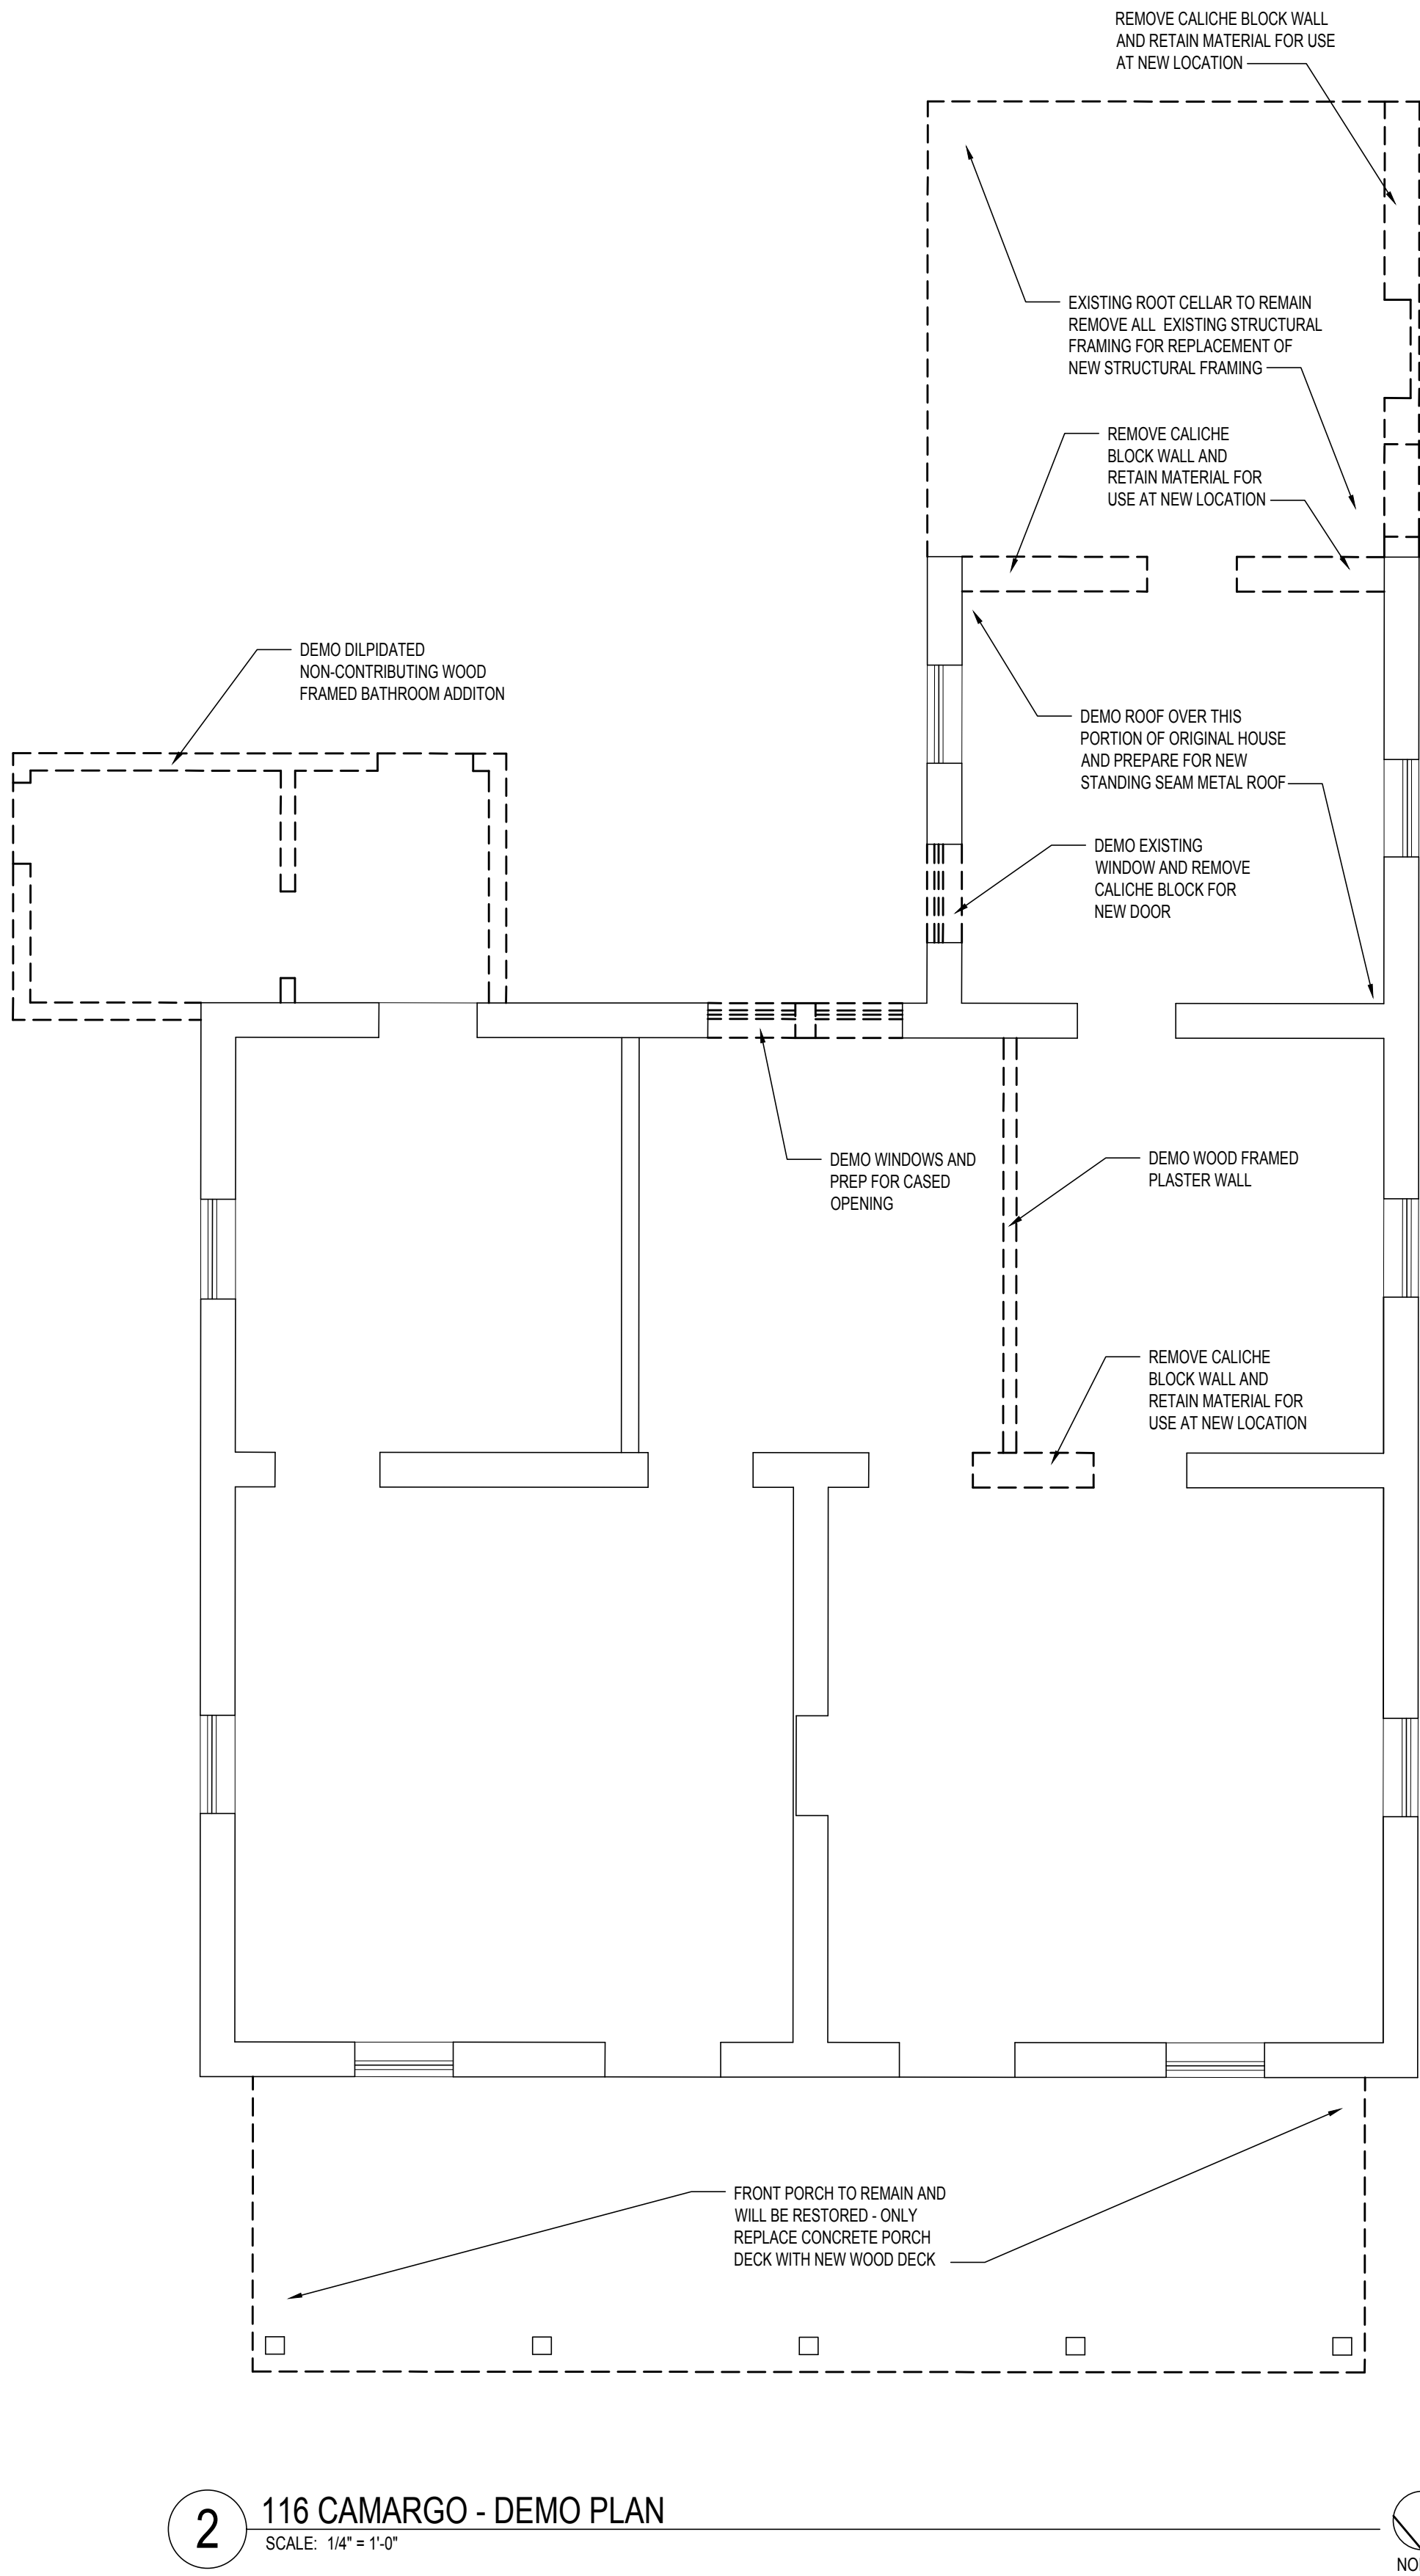 REMOVE CALICHE BLOCK WALL
AND RETAIN MATERIAL FOR USE
AT NEW LOCATION
EXISTING ROOT CELLAR TO REMAIN
REMOVE ALL EXISTING STRUCTURAL
FRAMING FOR REPLACEMENT OF
NEW STRUCTURAL FRAMING
REMOVE CALICHE
BLOCK WALL AND
RETAIN MATERIAL FOR
USE AT NEW LOCATION
DEMO DILPIDATED
NON-CONTRIBUTING WOOD
FRAMED BATHROOM ADDITON
DEMO ROOF OVER THIS
PORTION OF ORIGINAL HOUSE
AND PREPARE FOR NEW
STANDING SEAM METAL ROOF
DEMO EXISTING
WINDOW AND REMOVE
CALICHE BLOCK FOR
NEW DOOR
DEMO WINDOWS AND
PREP FOR CASED
OPENING
DEMO WOOD FRAMED
PLASTER WALL
REMOVE CALICHE
BLOCK WALL AND
RETAIN MATERIAL FOR
USE AT NEW LOCATION
FRONT PORCH TO REMAIN AND
WILL BE RESTORED - ONLY
REPLACE CONCRETE PORCH
DECK WITH NEW WOOD DECK
2
116 CAMARGO - DEMO PLAN
SCALE: 1/4" = 1'-0"